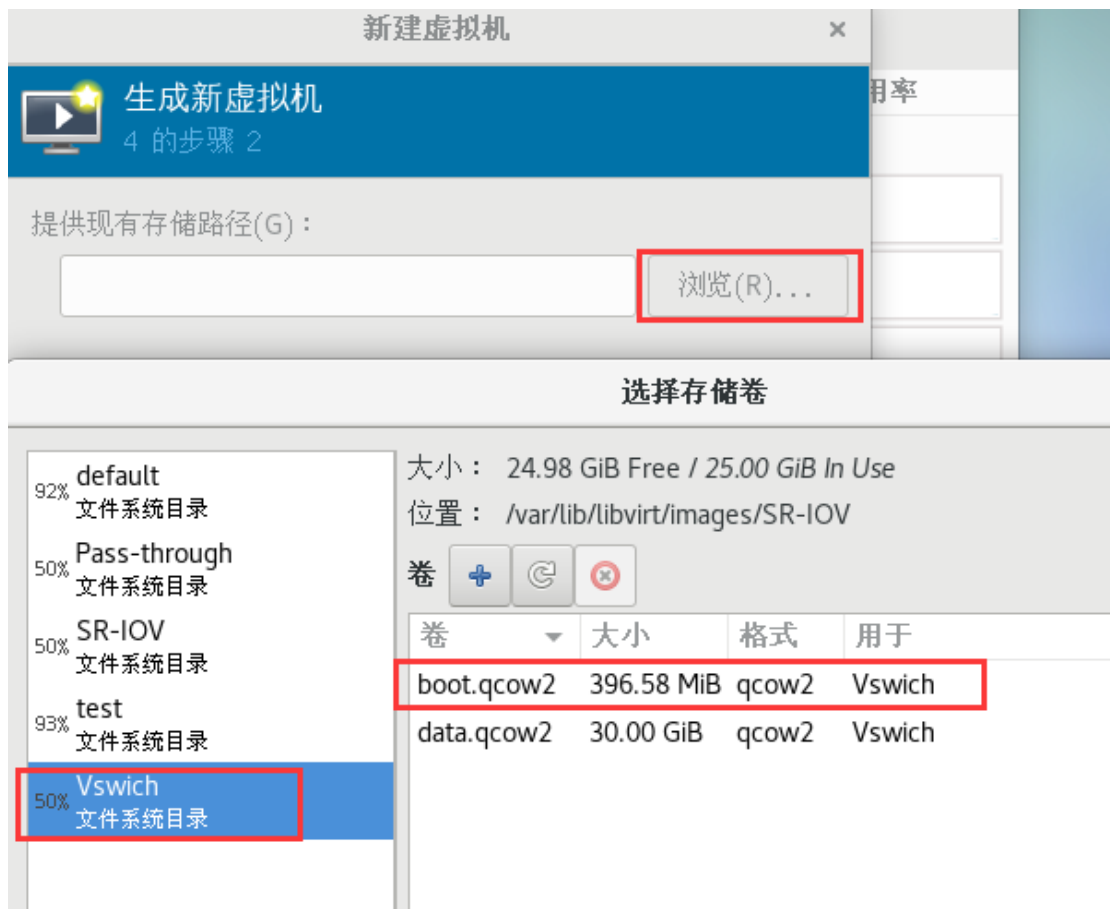 新建虚拟机 ×
生成新虚拟机
4 的步骤 2
用率
提供现有存储路径(G)：
浏览(R)...
选择存储卷
92% default
文件系统目录
50% Pass-through
文件系统目录
50% SR-IOV
文件系统目录
93% test
文件系统目录
50% Vswich
文件系统目录
大小： 24.98 GiB Free / 25.00 GiB In Use
位置： /var/lib/libvirt/images/SR-IOV
卷
卷 大小 格式 用于
boot.qcow2 396.58 MiB qcow2 Vswich
data.qcow2 30.00 GiB qcow2 Vswich